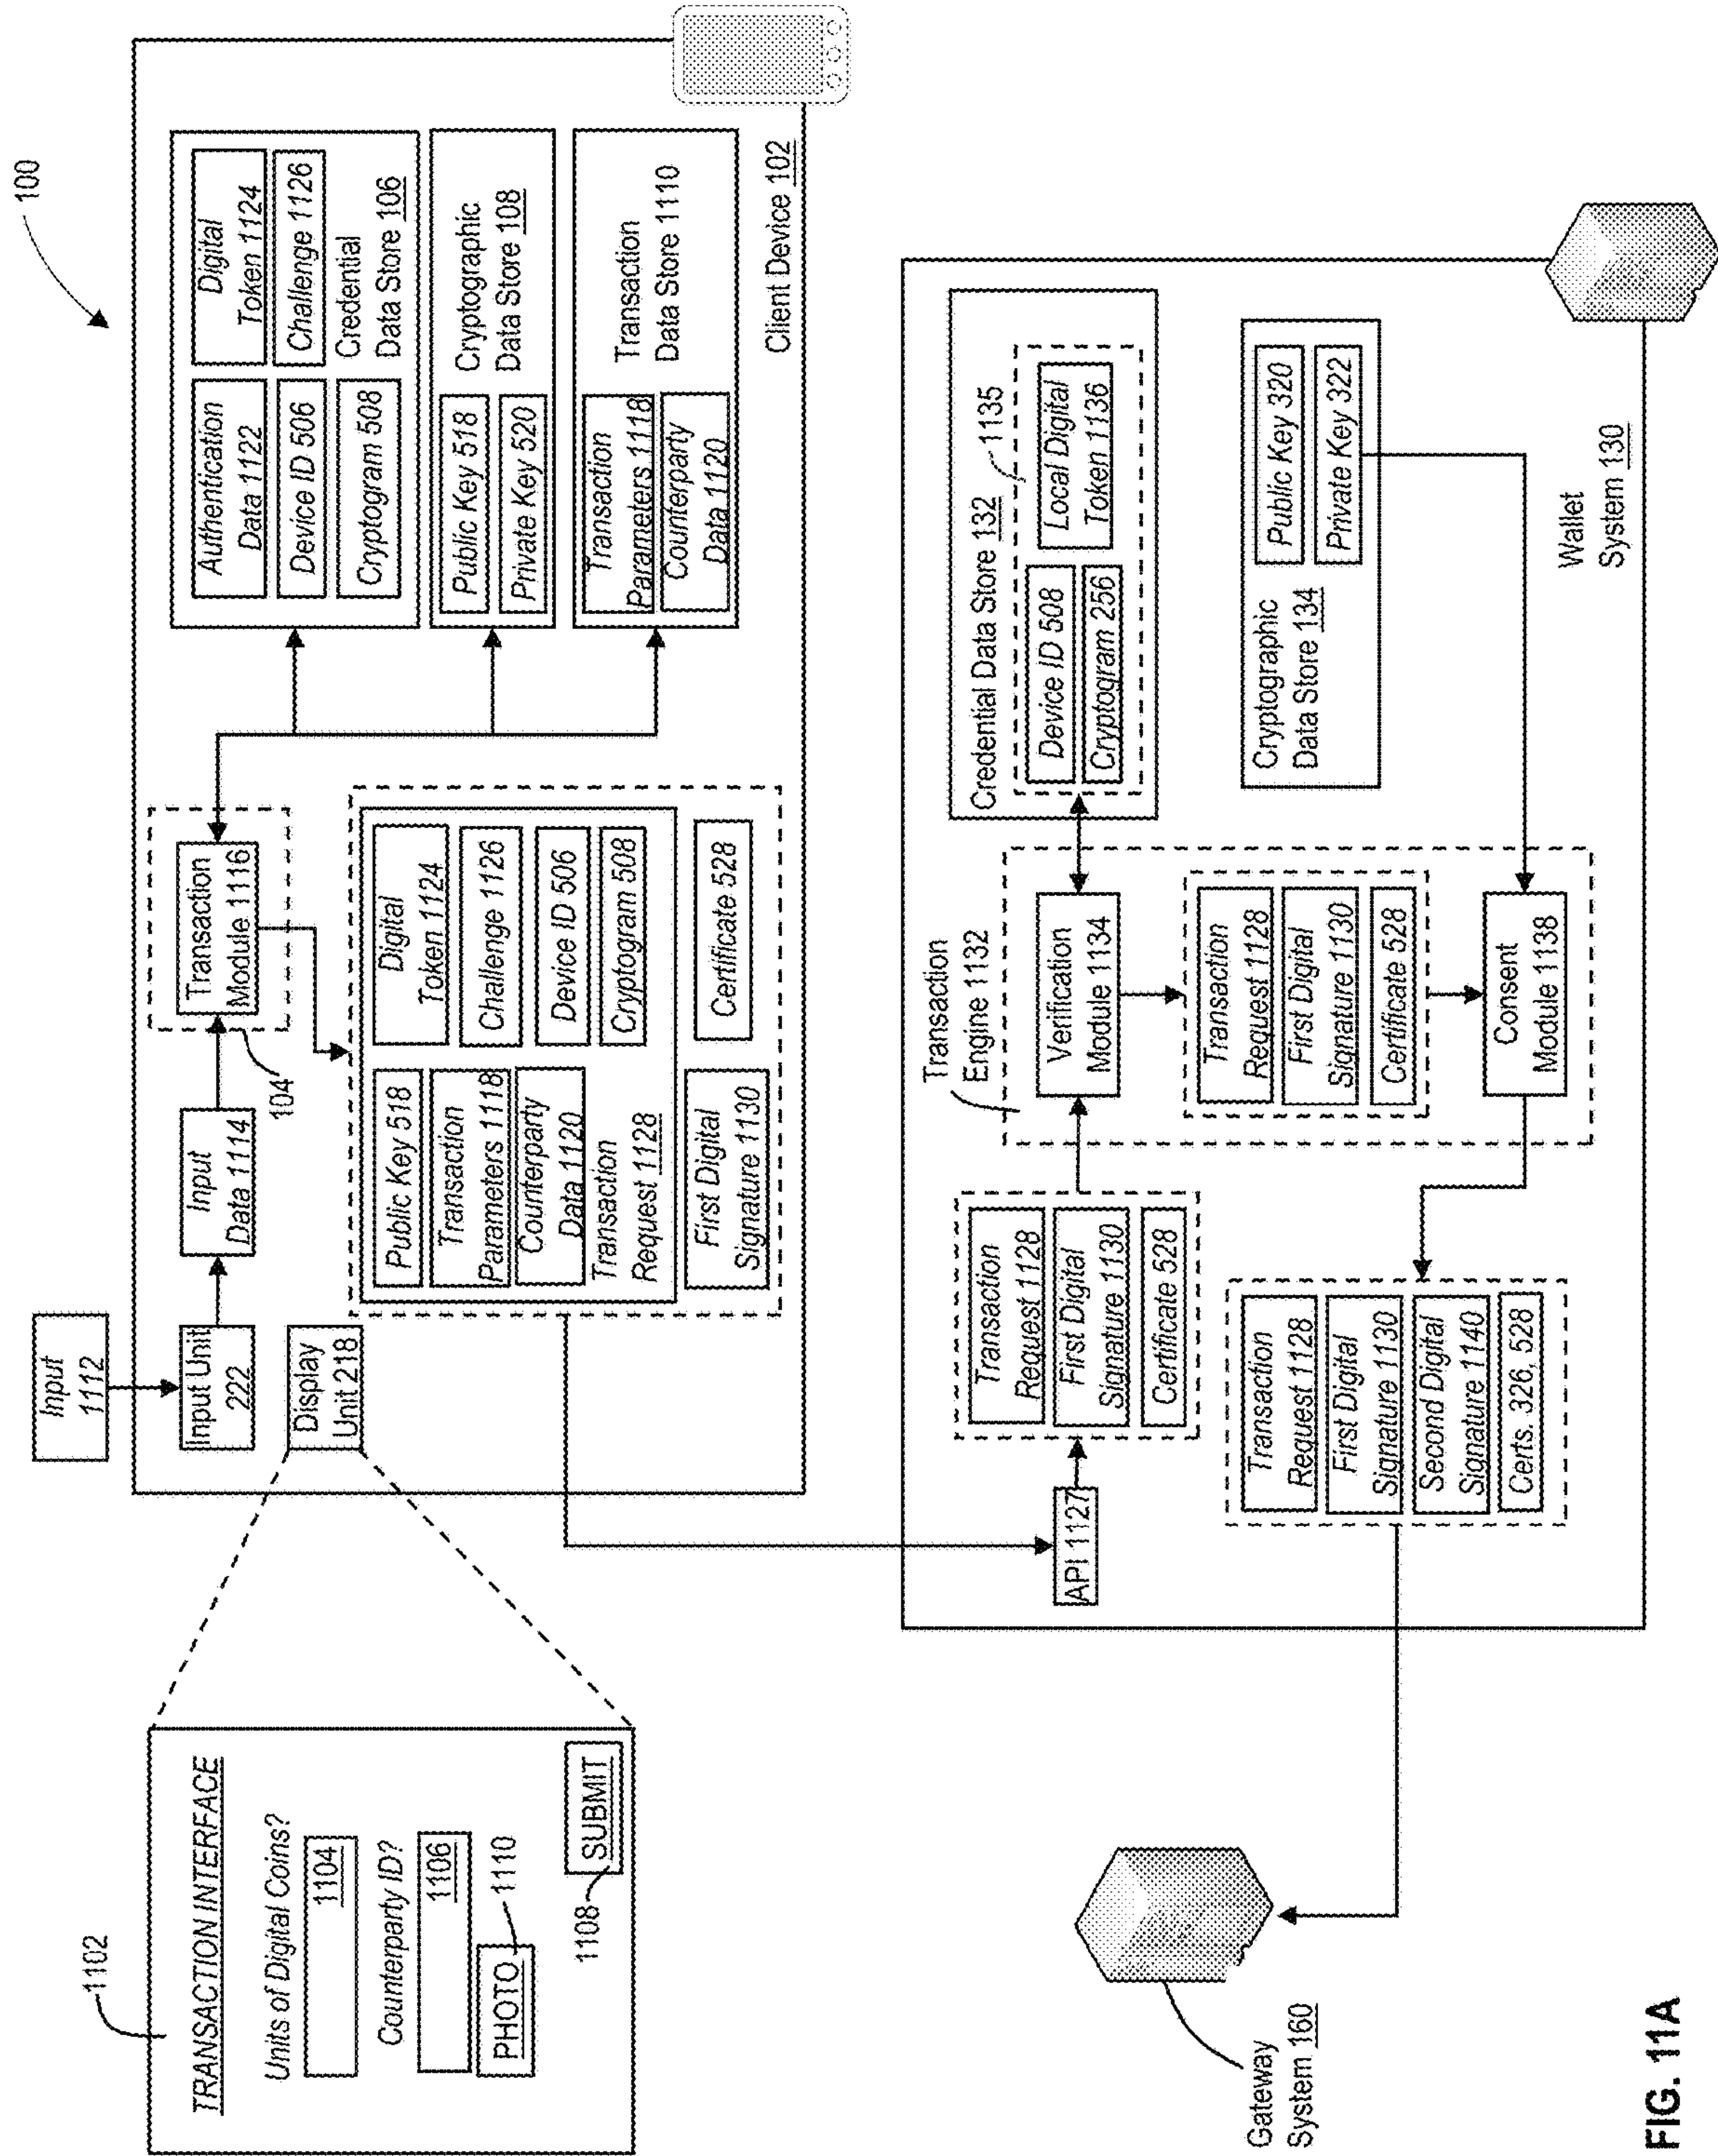 100
1102
TRANSACTION INTERFACE
Units of Digital Coins?
1104
Counterparty ID?
1106
PHOTO
1110
1108
SUBMIT
Input
1112
Input Unit
222
Display
Unit 218
Input
Data 1114
104
Transaction
Module 1116
Public Key 518
Transaction
Parameters 1118
Counterparty
Data 1120
Transaction
Request 1128
Digital
Token 1124
Challenge 1126
Device ID 506
Cryptogram 508
First Digital
Signature 1130
Certificate 528
Authentication
Data 1122
Device ID 506
Cryptogram 508
Digital
Token 1124
Challenge 1126
Credential
Data Store 106
Public Key 518
Private Key 520
Cryptographic
Data Store 108
Transaction
Parameters 1118
Counterparty
Data 1120
Transaction
Data Store 1110
Client Device 102
API 1127
Transaction
Request 1128
First Digital
Signature 1130
Certificate 528
Transaction
Engine 1132
Verification
Module 1134
Transaction
Request 1128
First Digital
Signature 1130
Certificate 528
Consent
Module 1138
Credential Data Store 132
1135
Device ID 508
Cryptogram 256
Local Digital
Token 1136
Cryptographic
Data Store 134
Public Key 320
Private Key 322
Transaction
Request 1128
First Digital
Signature 1130
Second Digital
Signature 1140
Certs. 326, 528
Wallet
System 130
Gateway
System 160
FIG. 11A